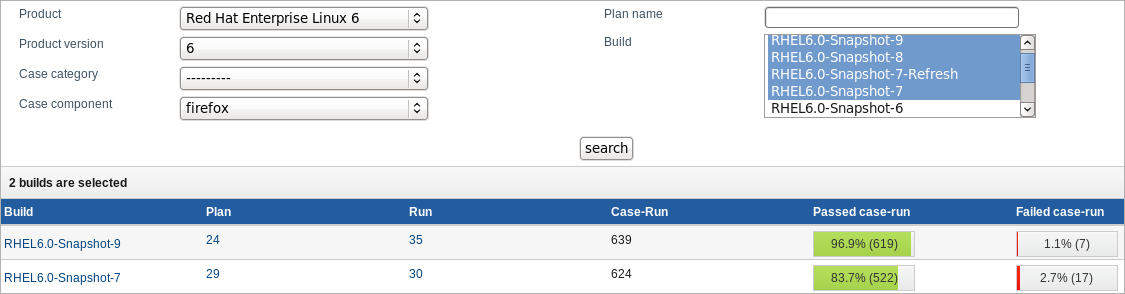 Product Red Hat Enterprise Linux 6 Plan name
Product version 6 Build RHEL6.0-Snapshot-9
RHEL6.0-Snapshot-8
Case category --------- RHEL6.0-Snapshot-7-Refresh
RHEL6.0-Snapshot-7
Case component firefox RHEL6.0-Snapshot-6
search
2 builds are selected
Build Plan Run Case-Run Passed case-run Failed case-run
RHEL6.0-Snapshot-9 24 35 639 96.9% (619) 1.1% (7)
RHEL6.0-Snapshot-7 29 30 624 83.7% (522) 2.7% (17)